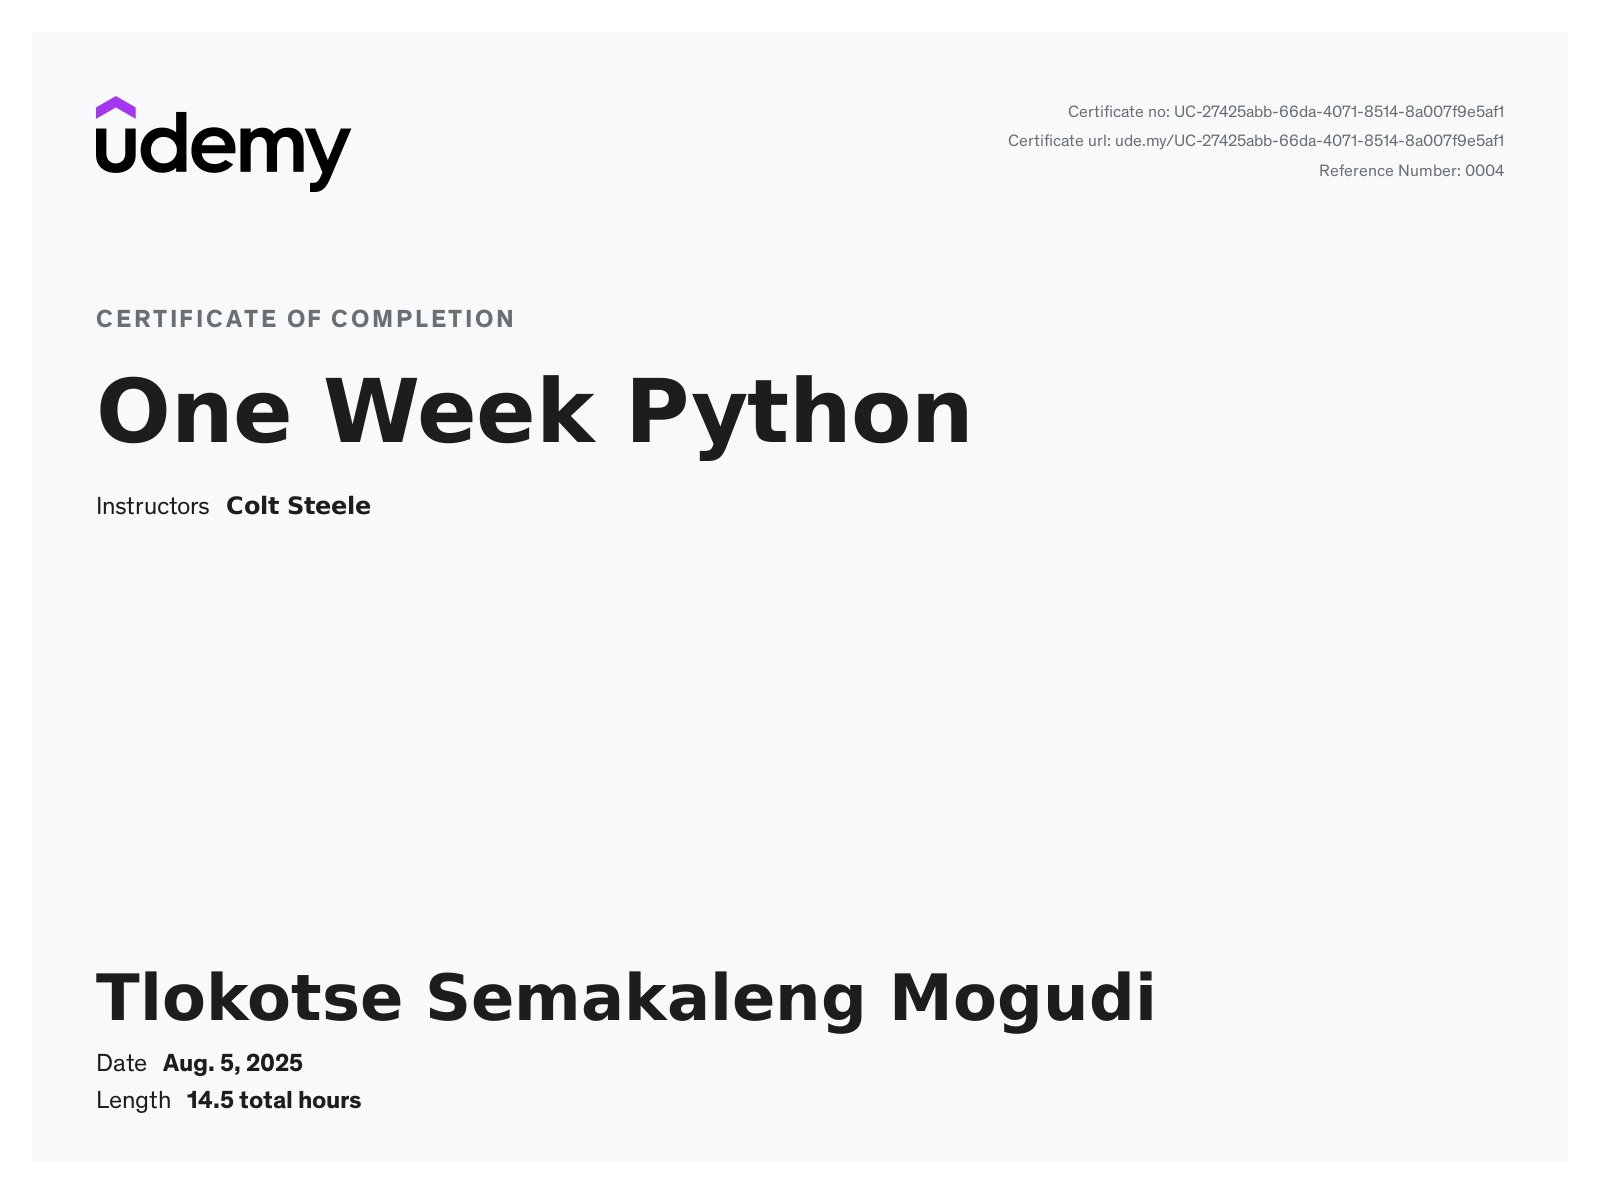 udemy
Certificate no: UC-27425abb-66da-4071-8514-8a007f9e5af1
Certificate url: ude.my/UC-27425abb-66da-4071-8514-8a007f9e5af1
Reference Number: 0004
CERTIFICATE OF COMPLETION
One Week Python
Instructors Colt Steele
Tlokotse Semakaleng Mogudi
Date Aug. 5, 2025
Length 14.5 total hours